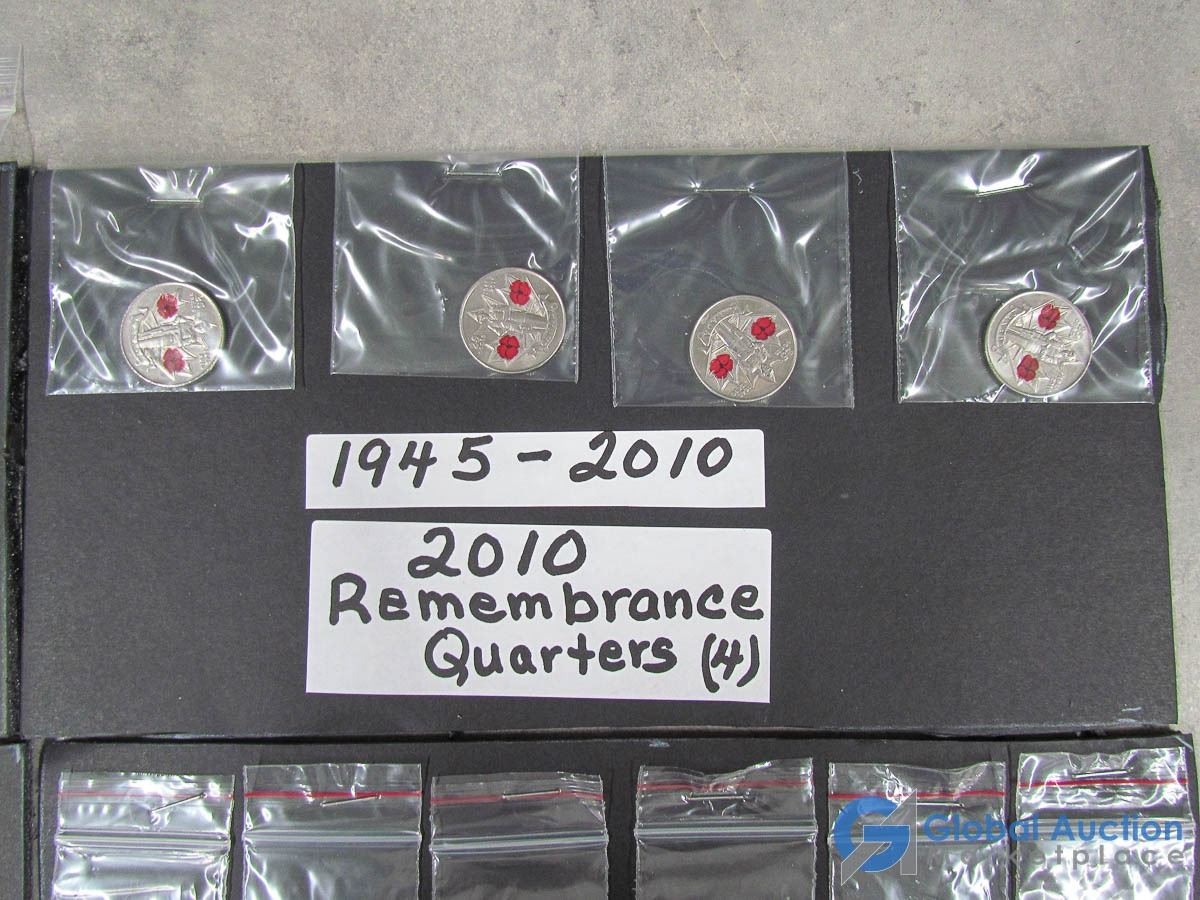 1945 - 2010
2010
Remembrance
Quarters (4)
Global Auction
Marketplace